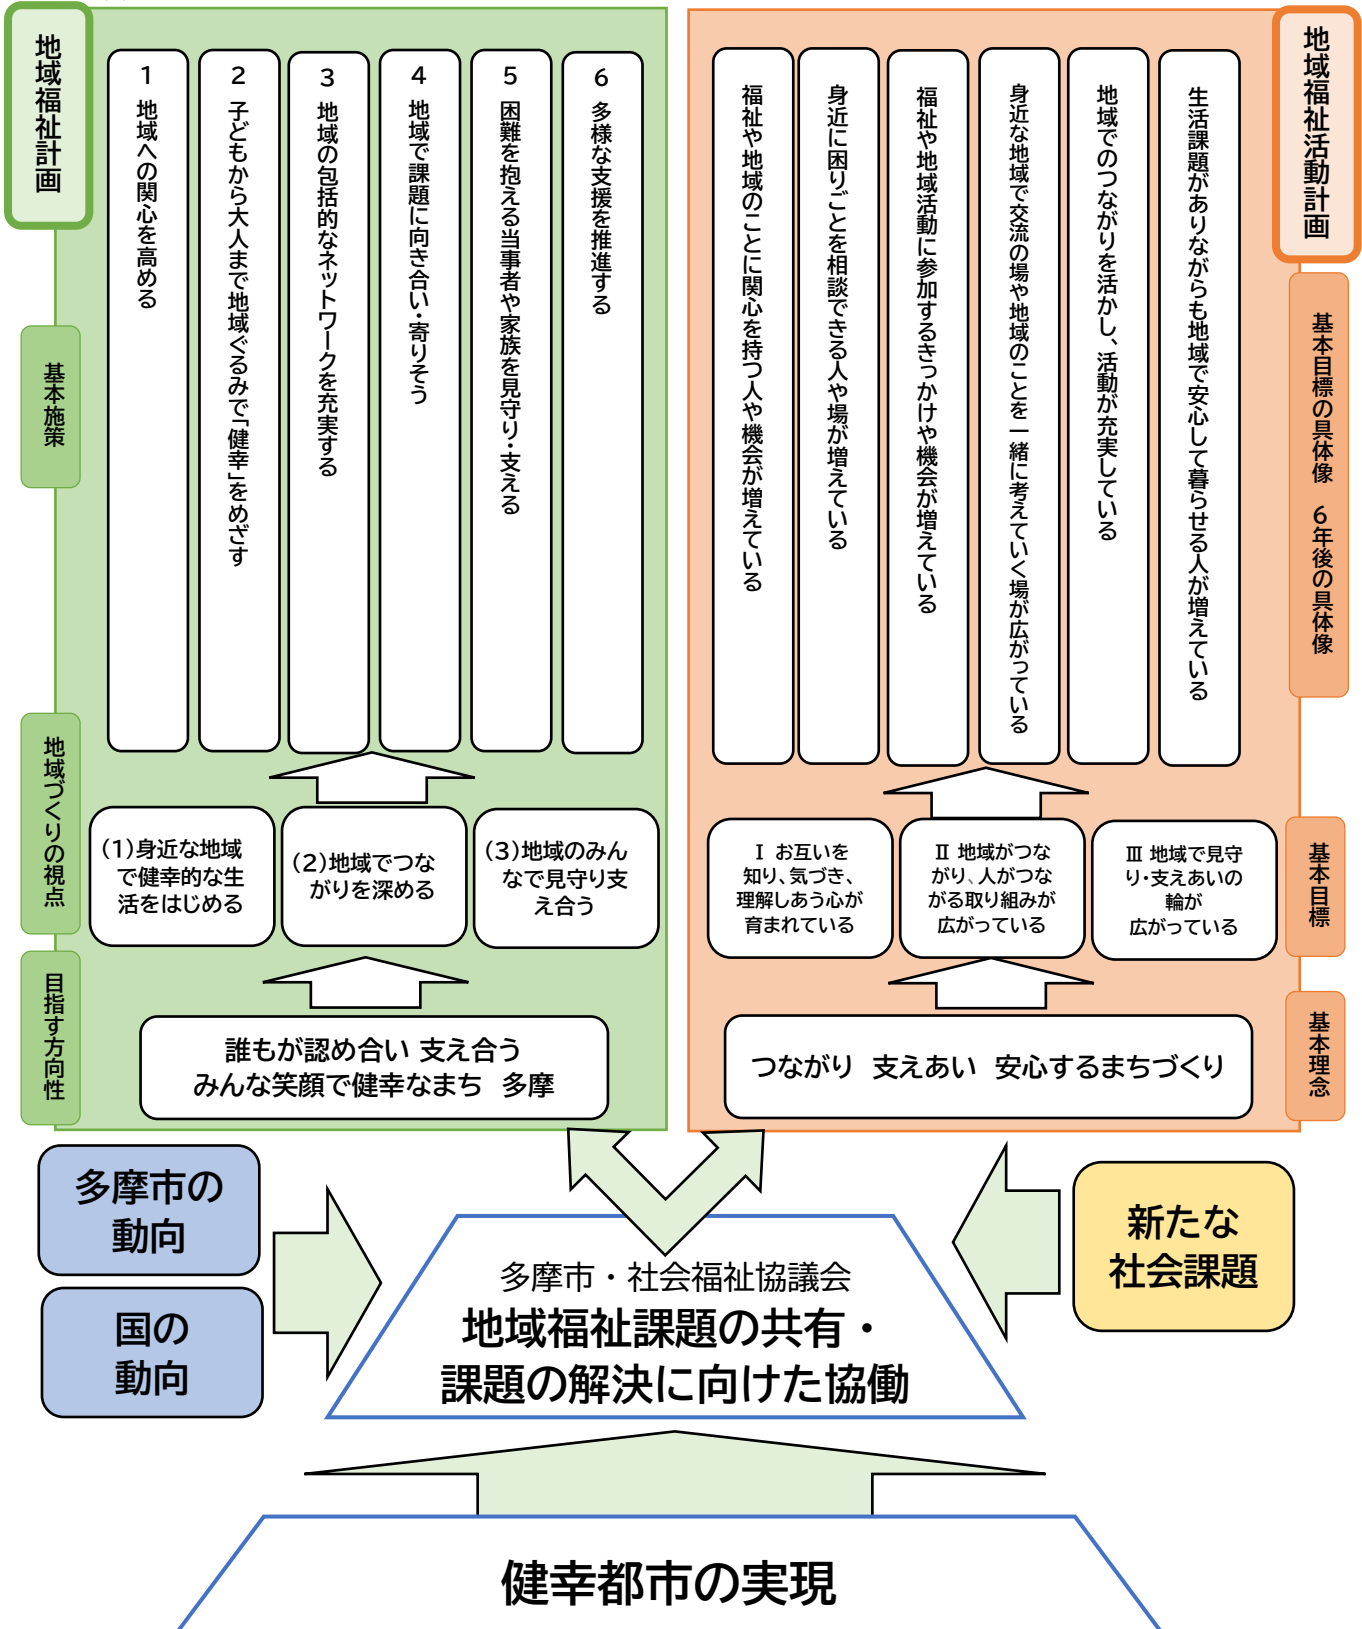 地域福祉計画
1 地域への関心を高める
2 子どもから大人まで地域ぐるみで「健幸」をめざす
3 地域の包括的なネットワークを充実する
4 地域で課題に向き合い・寄りそう
5 困難を抱える当事者や家族を見守り・支える
6 多様な支援を推進する
基本施策
地域づくりの視点
(1)身近な地域
で健幸的な生
活をはじめる
(2)地域でつな
がりを深める
(3)地域のみん
なで見守り支
え合う
目指す方向性
誰もが認め合い 支え合う
みんな笑顔で健幸なまち 多摩
地域福祉活動計画
福祉や地域のことに関心を持つ人や機会が増えている
身近に困りごとを相談できる人や場が増えている
福祉や地域活動に参加するきっかけや機会が増えている
身近な地域で交流の場や地域のことを一緒に考えていく場が広がっている
地域でのつながりを活かし、活動が充実している
生活課題がありながらも地域で安心して暮らせる人が増えている
基本目標の具体像 6年後の具体像
Ⅰ お互いを
知り、気づき、
理解しあう心が
育まれている
Ⅱ 地域がつな
がり、人がつな
がる取り組みが
広がっている
Ⅲ 地域で見守
り・支えあいの
輪が
広がっている
基本目標
つながり 支えあい 安心するまちづくり
基本理念
多摩市の
動向
国の
動向
新たな
社会課題
多摩市・社会福祉協議会
地域福祉課題の共有・
課題の解決に向けた協働
健幸都市の実現